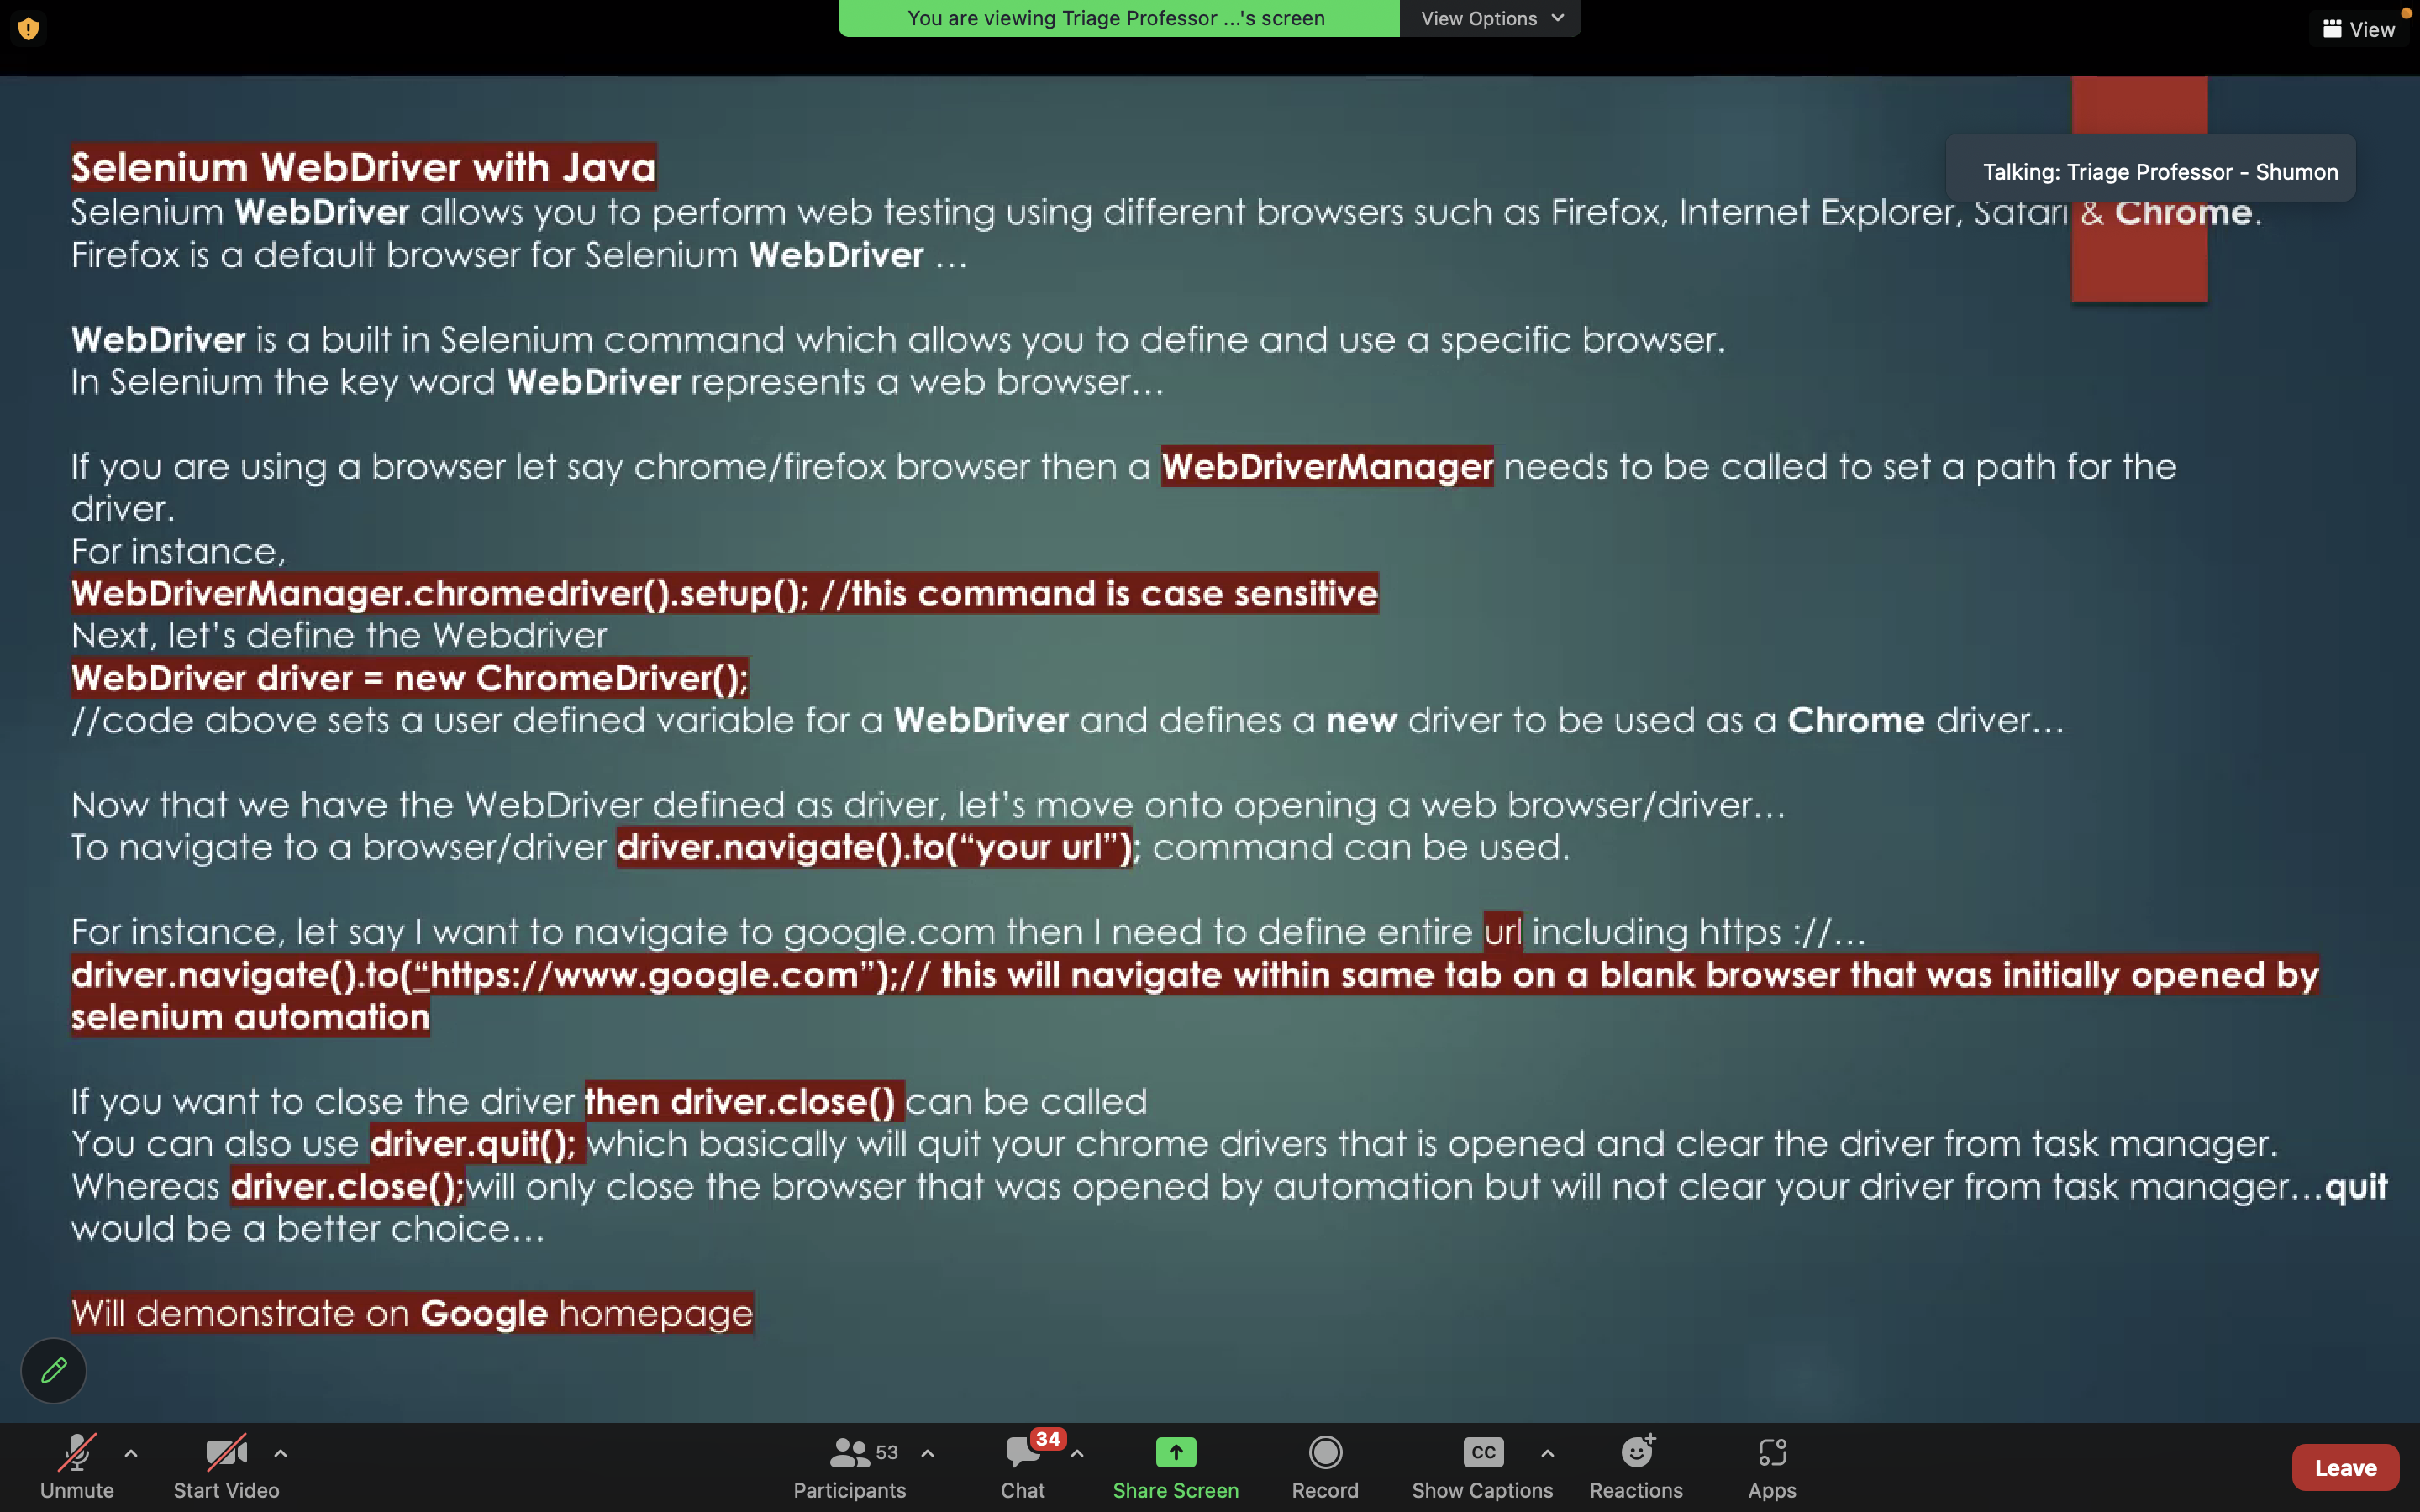 You are viewing Triage Professor ...'s screen
View Options
View
Talking: Triage Professor - Shumon
Selenium WebDriver with Java
Selenium WebDriver allows you to perform web testing using different browsers such as Firefox, Internet Explorer, Safari & Chrome.
Firefox is a default browser for Selenium WebDriver …
WebDriver is a built in Selenium command which allows you to define and use a specific browser.
In Selenium the key word WebDriver represents a web browser…
If you are using a browser let say chrome/firefox browser then a WebDriverManager needs to be called to set a path for the
driver.
For instance,
WebDriverManager.chromedriver().setup(); //this command is case sensitive
Next, let’s define the Webdriver
WebDriver driver = new ChromeDriver();
//code above sets a user defined variable for a WebDriver and defines a new driver to be used as a Chrome driver…
Now that we have the WebDriver defined as driver, let’s move onto opening a web browser/driver…
To navigate to a browser/driver driver.navigate().to(“your url”); command can be used.
For instance, let say I want to navigate to google.com then I need to define entire url including https ://…
driver.navigate().to(“https://www.google.com”);// this will navigate within same tab on a blank browser that was initially opened by
selenium automation
If you want to close the driver then driver.close() can be called
You can also use driver.quit(); which basically will quit your chrome drivers that is opened and clear the driver from task manager.
Whereas driver.close();will only close the browser that was opened by automation but will not clear your driver from task manager…quit
would be a better choice…
Will demonstrate on Google homepage
Unmute
Start Video
53
Participants
34
Chat
Share Screen
Record
CC
Show Captions
Reactions
Apps
Leave